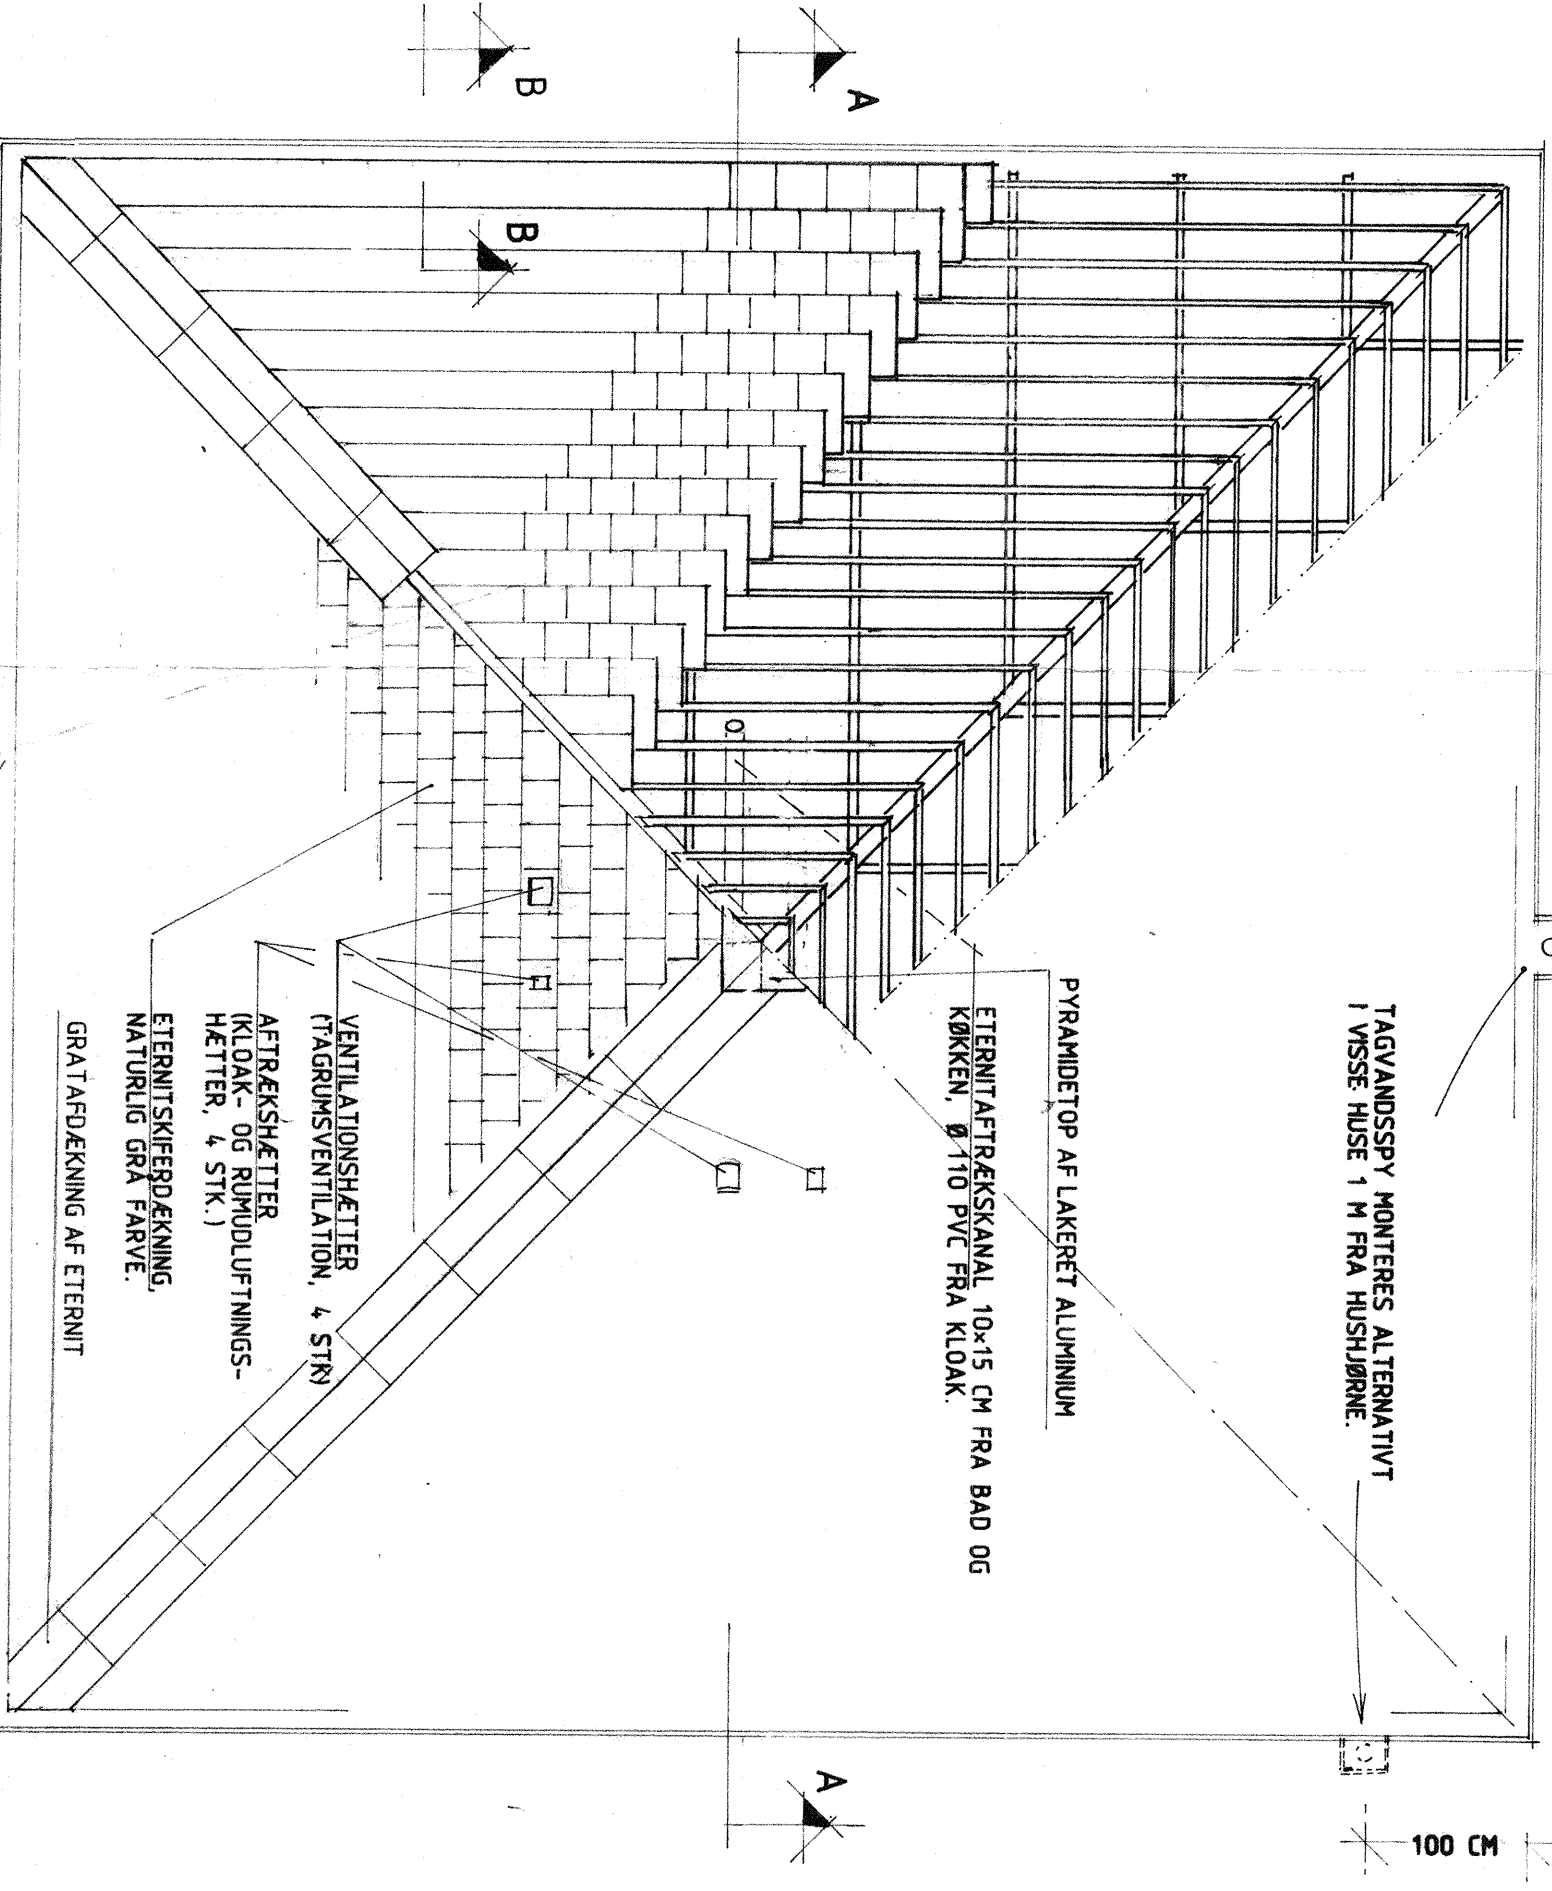 B
A
B
TAGVANDSSPY MONTERES ALTERNATIVT
I VISSE HUSE 1 M FRA HUSHJØRNE.
PYRAMIDETOP AF LAKERET ALUMINIUM
ETERNITAFTRÆKSKANAL 10x15 CM FRA BAD OG
KØKKEN, Ø 110 PVC FRA KLOAK.
VENTILATIONSHÆTTER
(TAGRUMSVENTILATION, 4 STK)
AFTRÆKSHÆTTER
(KLOAK- OG RUMUDLUFTNINGS-
HÆTTER, 4 STK.)
ETERNITSKIFERDÆKNING,
NATURLIG GRÅ FARVE.
GRATAFDÆKNING AF ETERNIT
A
100 CM